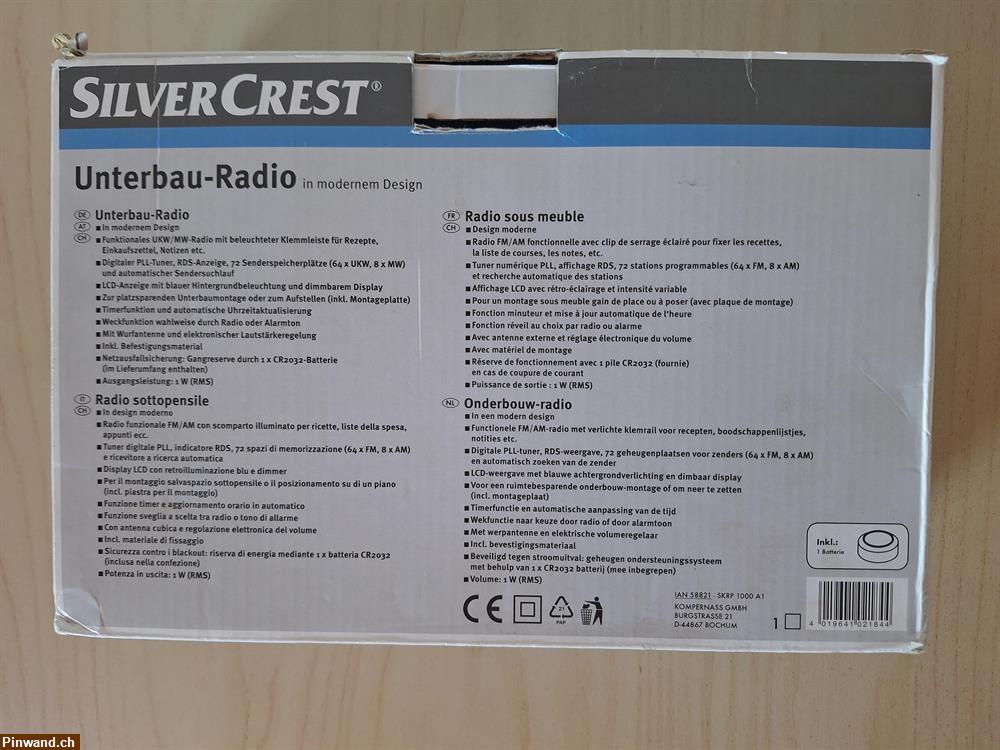 SILVERCREST®
Unterbau-Radio in modernem Design
DE Unterbau-Radio
AT ■ In modernem Design
CH ■ Funktionales UKW/MW-Radio mit beleuchteter Klemmleiste für Rezepte,
Einkaufszettel, Notizen etc.
■ Digitaler PLL-Tuner, RDS-Anzeige, 72 Senderspeicherplätze (64 x UKW, 8 x MW)
und automatischer Sendersuchlauf
■ LCD-Anzeige mit blauer Hintergrundbeleuchtung und dimmbarem Display
■ Zur platzsparenden Unterbaumontage oder zum Aufstellen (inkl. Montageplatte)
■ Timerfunktion und automatische Uhrzeitaktualisierung
■ Weckfunktion wahlweise durch Radio oder Alarmton
■ Mit Wurfantenne und elektronischer Lautstärkeregelung
■ Inkl. Befestigungsmaterial
■ Netzausfallsicherung: Gangreserve durch 1 x CR2032-Batterie
(im Lieferumfang enthalten)
■ Ausgangsleistung: 1 W (RMS)
IT Radio sottopensile
CH ■ In design moderno
■ Radio funzionale FM/AM con scomparto illuminato per ricette, liste della spesa,
appunti ecc.
■ Tuner digitale PLL, indicatore RDS, 72 spazi di memorizzazione (64 x FM, 8 x AM)
e ricevitore a ricerca automatica
■ Display LCD con retroilluminazione blu e dimmer
■ Per il montaggio salvaspazio sottopensile o il posizionamento su di un piano
(incl. piastra per il montaggio)
■ Funzione timer e aggiornamento orario in automatico
■ Funzione sveglia a scelta tra radio o tono di allarme
■ Con antenna cubica e regolazione elettronica del volume
■ Incl. materiale di fissaggio
■ Sicurezza contro i blackout: riserva di energia mediante 1 x batteria CR2032
(inclusa nella confezione)
■ Potenza in uscita: 1 W (RMS)
FR Radio sous meuble
CH ■ Design moderne
■ Radio FM/AM fonctionnelle avec clip de serrage éclairé pour fixer les recettes,
la liste de courses, les notes, etc.
■ Tuner numérique PLL, affichage RDS, 72 stations programmables (64 x FM, 8 x AM)
et recherche automatique des stations
■ Affichage LCD avec rétro-éclairage et intensité variable
■ Pour un montage sous meuble gain de place ou à poser (avec plaque de montage)
■ Fonction minuteur et mise à jour automatique de l'heure
■ Fonction réveil au choix par radio ou alarme
■ Avec antenne externe et réglage électronique du volume
■ Avec matériel de montage
■ Réserve de fonctionnement avec 1 pile CR2032 (fournie)
en cas de coupure de courant
■ Puissance de sortie : 1 W (RMS)
NL Onderbouw-radio
■ In een modern design
■ Functionele FM/AM-radio met verlichte klemrail voor recepten, boodschappenlijstjes,
notities etc.
■ Digitale PLL-tuner, RDS-weergave, 72 geheugenplaatsen voor zenders (64 x FM, 8 x AM)
en automatisch zoeken van de zender
■ LCD-weergave met blauwe achtergrondverlichting en dimbaar display
■ Voor een ruimtebesparende onderbouw-montage of om neer te zetten
(incl. montageplaat)
■ Timerfunctie en automatische aanpassing van de tijd
■ Wekfunctie naar keuze door radio of door alarmtoon
■ Met werpantenne en elektrische volumeregelaar
■ Incl. bevestigingsmateriaal
■ Beveiligd tegen stroomuitval: geheugen ondersteuningssysteem
met behulp van 1 x CR2032 batterij (mee inbegrepen)
■ Volume: 1 W (RMS)
Inkl.:
1 Batterie
CE
21
PAP
IAN 58821 - SKRP 1000 A1
KOMPERNASS GMBH
BURGSTRASSE 21
D-44867 BOCHUM
1
4 019641 021844
Pinwand.ch